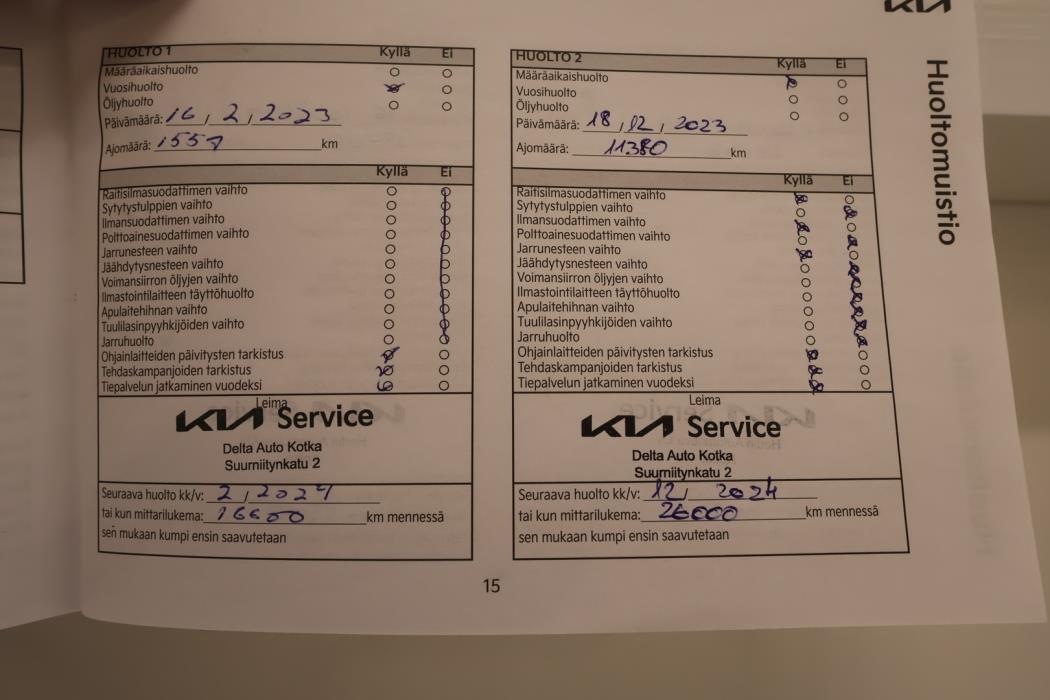 KIA
Huoltomuistio
HUOLTO 1 Kyllä Ei
Määräaikaishuolto
Vuosihuolto
Öljyhuolto
Päivämäärä: 16, 2, 2023
Ajomäärä: 1557 km
Kyllä Ei
Raitisilmasuodattimen vaihto
Sytytystulppien vaihto
Ilmansuodattimen vaihto
Polttoainesuodattimen vaihto
Jarrunesteen vaihto
Jäähdytysnesteen vaihto
Voimansiirron öljyjen vaihto
Ilmastointilaitteen täyttöhuolto
Apulaitehihnan vaihto
Tuulilasinpyyhkijöiden vaihto
Jarruhuolto
Ohjainlaitteiden päivitysten tarkistus
Tehdaskampanjoiden tarkistus
Tiepalvelun jatkaminen vuodeksi
Leima
KIA Service
Delta Auto Kotka
Suurniitynkatu 2
Seuraava huolto kk/v: 2, 2024
tai kun mittarilukema: 16600 km mennessä
sen mukaan kumpi ensin saavutetaan
HUOLTO 2 Kyllä Ei
Määräaikaishuolto
Vuosihuolto
Öljyhuolto
Päivämäärä: 18, 12, 2023
Ajomäärä: 11380 km
Kyllä Ei
Raitisilmasuodattimen vaihto
Sytytystulppien vaihto
Ilmansuodattimen vaihto
Polttoainesuodattimen vaihto
Jarrunesteen vaihto
Jäähdytysnesteen vaihto
Voimansiirron öljyjen vaihto
Ilmastointilaitteen täyttöhuolto
Apulaitehihnan vaihto
Tuulilasinpyyhkijöiden vaihto
Jarruhuolto
Ohjainlaitteiden päivitysten tarkistus
Tehdaskampanjoiden tarkistus
Tiepalvelun jatkaminen vuodeksi
Leima
KIA Service
Delta Auto Kotka
Suurniitynkatu 2
Seuraava huolto kk/v: 12, 2024
tai kun mittarilukema: 26000 km mennessä
sen mukaan kumpi ensin saavutetaan
15